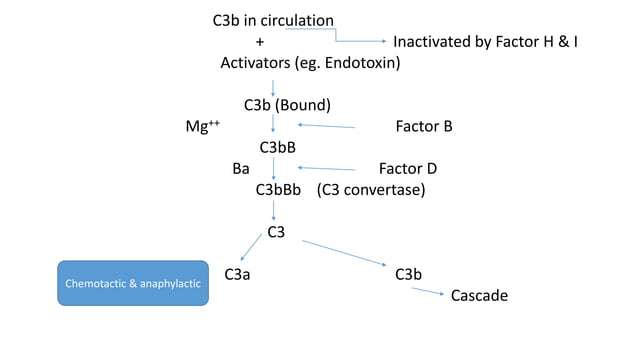 C3b in circulation
+
Inactivated by Factor H & I
Activators (eg. Endotoxin)
C3b (Bound)
Mg⁺⁺
Factor B
C3bB
Ba
Factor D
C3bBb (C3 convertase)
C3
C3a
C3b
Chemotactic & anaphylactic
Cascade